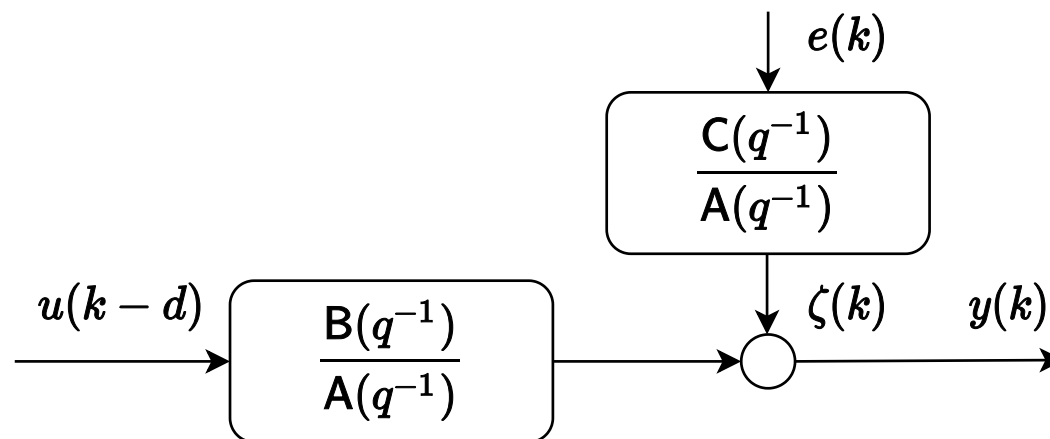 e(k)
C(q⁻¹)
A(q⁻¹)
u(k − d)
B(q⁻¹)
A(q⁻¹)
ζ(k)
y(k)